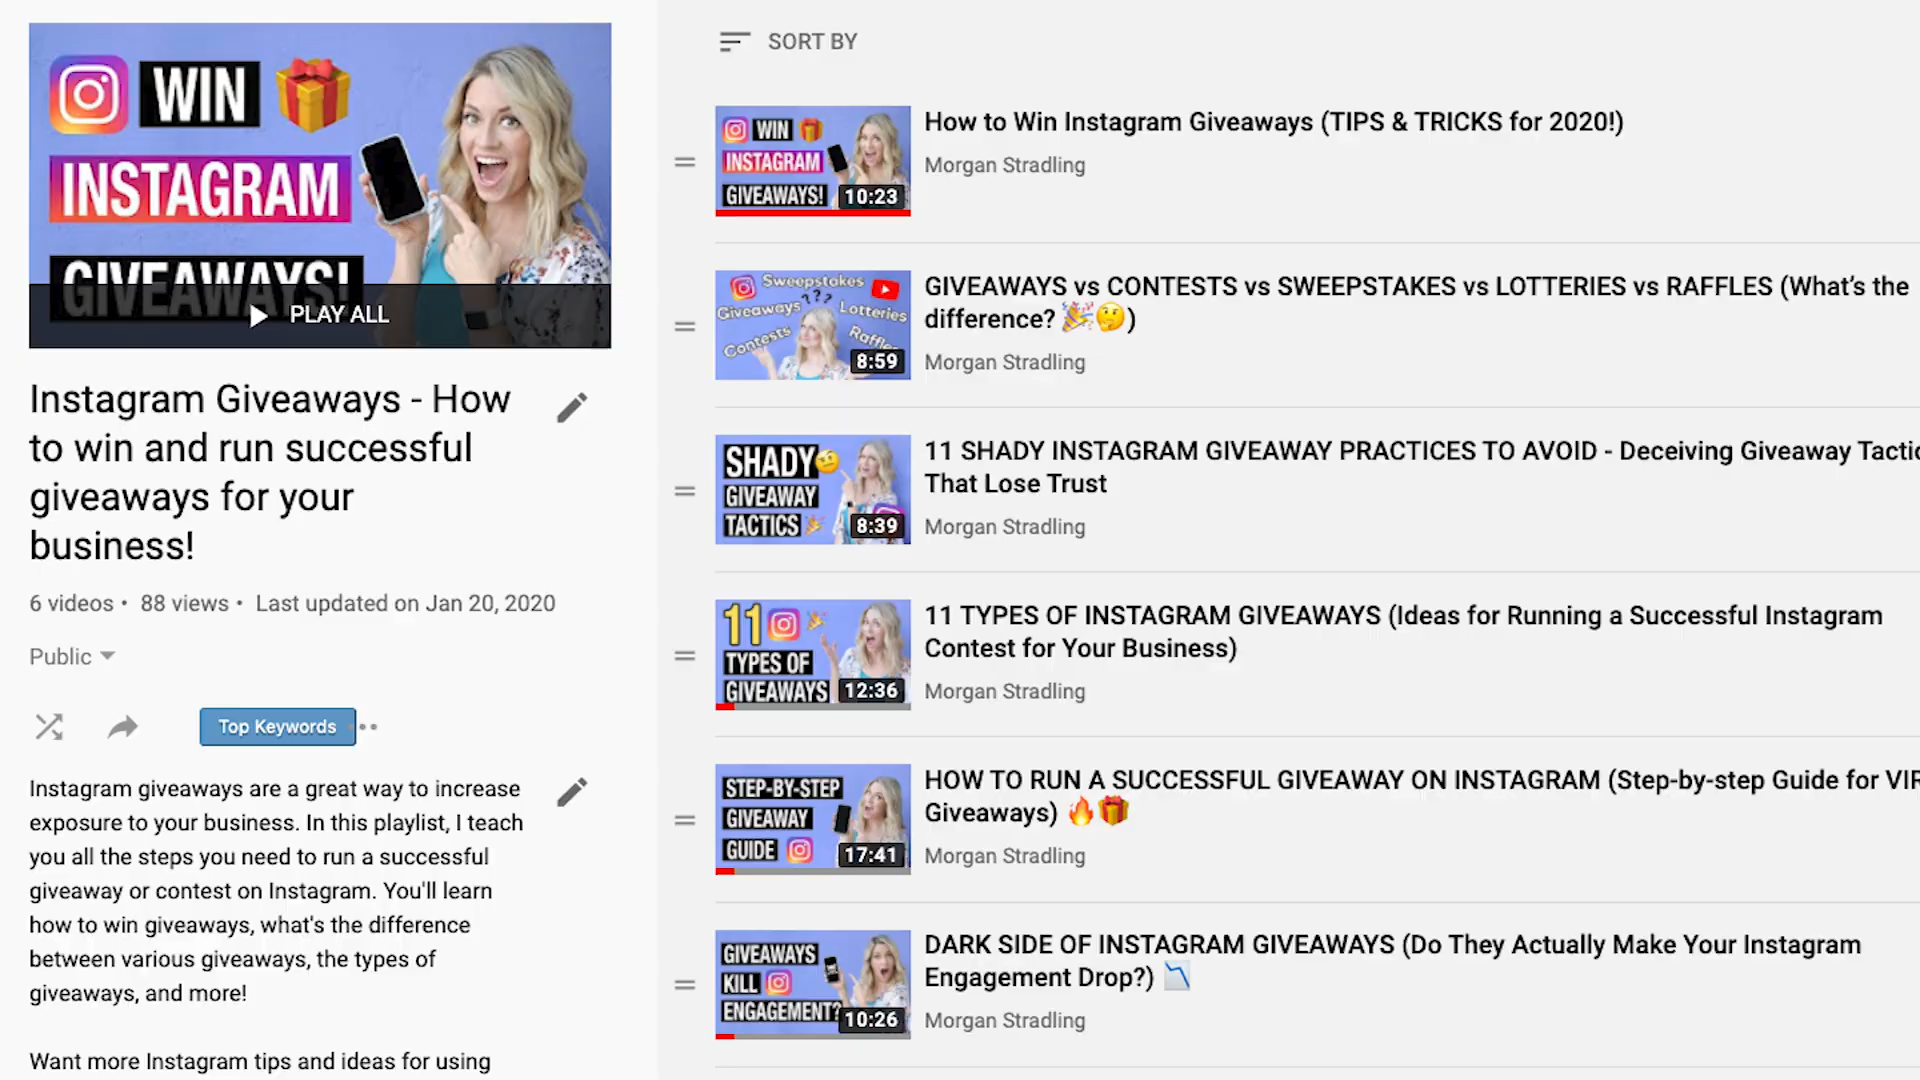 WIN
INSTAGRAM
GIVEAWAYS!
PLAY ALL
Instagram Giveaways - How
to win and run successful
giveaways for your
business!
6 videos • 88 views • Last updated on Jan 20, 2020
Public
Top Keywords
Instagram giveaways are a great way to increase
exposure to your business. In this playlist, I teach
you all the steps you need to run a successful
giveaway or contest on Instagram. You'll learn
how to win giveaways, what's the difference
between various giveaways, the types of
giveaways, and more!
Want more Instagram tips and ideas for using
SORT BY
WIN
INSTAGRAM
GIVEAWAYS!
10:23
How to Win Instagram Giveaways (TIPS & TRICKS for 2020!)
Morgan Stradling
Sweepstakes
???
Giveaways
Lotteries
Contests
Raffles
8:59
GIVEAWAYS vs CONTESTS vs SWEEPSTAKES vs LOTTERIES vs RAFFLES (What's the
difference? 🎉🤔)
Morgan Stradling
SHADY
GIVEAWAY
TACTICS
8:39
11 SHADY INSTAGRAM GIVEAWAY PRACTICES TO AVOID - Deceiving Giveaway Tactic
That Lose Trust
Morgan Stradling
11
TYPES OF
GIVEAWAYS
12:36
11 TYPES OF INSTAGRAM GIVEAWAYS (Ideas for Running a Successful Instagram
Contest for Your Business)
Morgan Stradling
STEP-BY-STEP
GIVEAWAY
GUIDE
17:41
HOW TO RUN A SUCCESSFUL GIVEAWAY ON INSTAGRAM (Step-by-step Guide for VIR
Giveaways) 🔥🎁
Morgan Stradling
GIVEAWAYS
KILL
ENGAGEMENT?
10:26
DARK SIDE OF INSTAGRAM GIVEAWAYS (Do They Actually Make Your Instagram
Engagement Drop?) 📉
Morgan Stradling